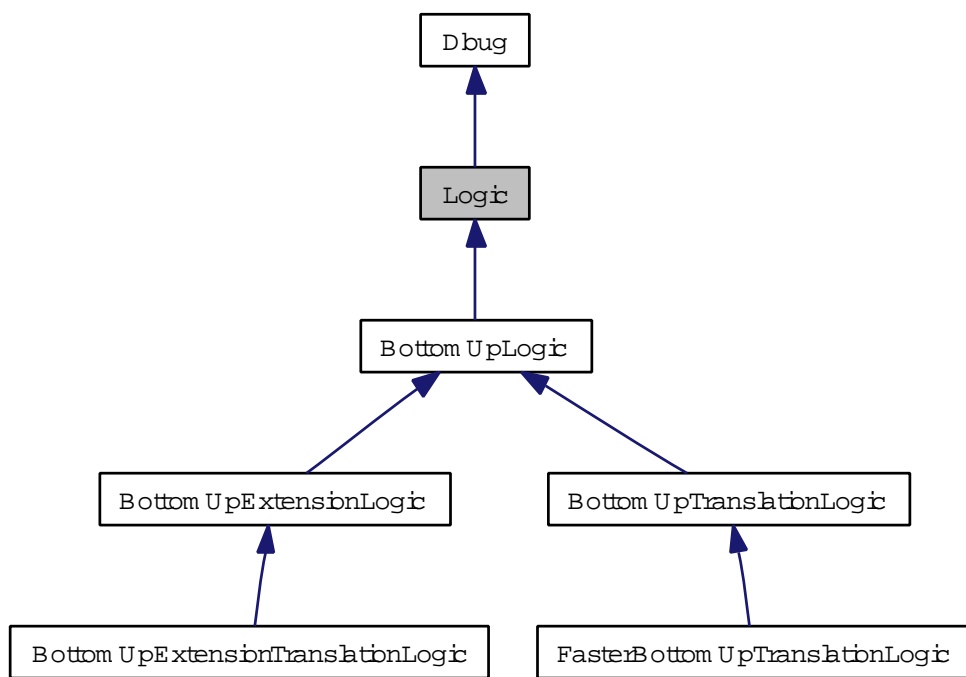 Dbug
Logic
BottomUpLogic
BottomUpExtensionLogic
BottomUpTranslationLogic
BottomUpExtensionTranslationLogic
FasterBottomUpTranslationLogic